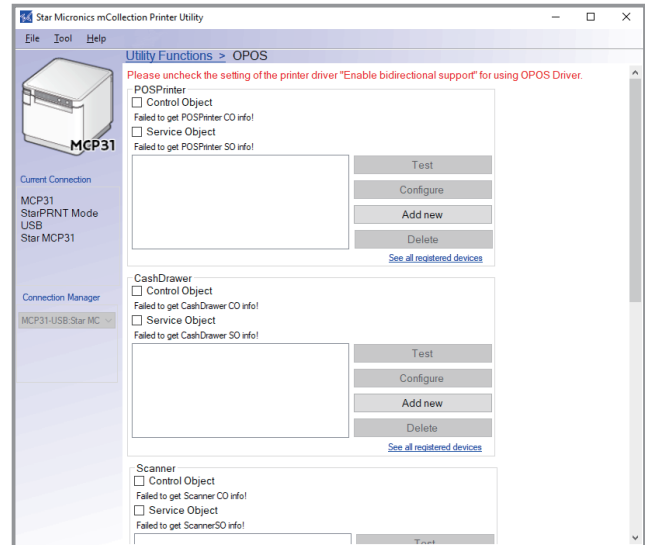 Star Micronics mCollection Printer Utility
File Tool Help
Utility Functions > OPOS
Please uncheck the setting of the printer driver "Enable bidirectional support" for using OPOS Driver.
MCP31
Current Connection
MCP31
StarPRNT Mode
USB
Star MCP31
Connection Manager
MCP31-USB:Star MC
POSPrinter
Control Object
Failed to get POSPrinter CO info!
Service Object
Failed to get POSPrinter SO info!
Test
Configure
Add new
Delete
See all registered devices
CashDrawer
Control Object
Failed to get CashDrawer CO info!
Service Object
Failed to get CashDrawer SO info!
Test
Configure
Add new
Delete
See all registered devices
Scanner
Control Object
Failed to get Scanner CO info!
Service Object
Failed to get ScannerSO info!
Test